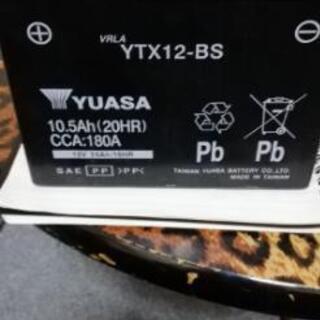 VRLA
YTX12-BS
YUASA
10.5Ah(20HR)
CCA:180A
SAE PP >PP<
Pb Pb
TAIWAN YUASA BATTERY CO.,LTD.
MADE IN TAIWAN